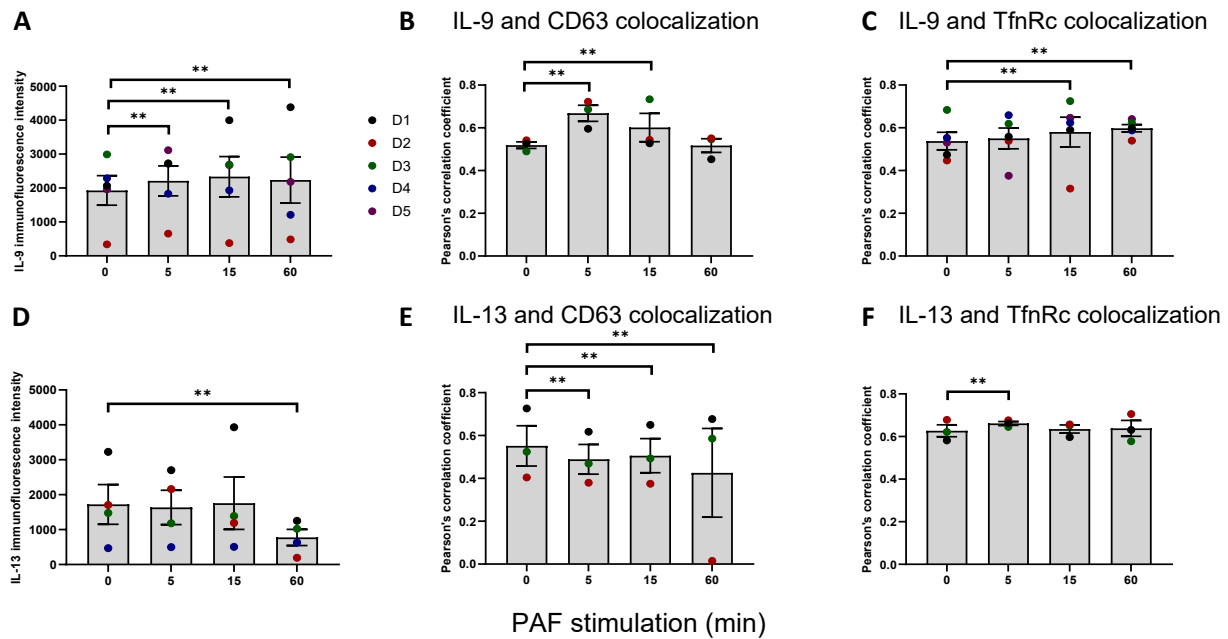 A
IL-9 immunofluorescence intensity
5000
4000
3000
2000
1000
0
**
**
**
0 5 15 60
D1
D2
D3
D4
D5
B IL-9 and CD63 colocalization
Pearson's correlation coefficient
0.8
0.6
0.4
0.2
0.0
**
**
0 5 15 60
C IL-9 and TfnRc colocalization
Pearson's correlation coefficient
0.8
0.6
0.4
0.2
0.0
**
**
0 5 15 60
D
IL-13 immunofluorescence intensity
5000
4000
3000
2000
1000
0
**
0 5 15 60
E IL-13 and CD63 colocalization
Pearson's correlation coefficient
0.8
0.6
0.4
0.2
0.0
**
**
**
0 5 15 60
F IL-13 and TfnRc colocalization
Pearson's correlation coefficient
0.8
0.6
0.4
0.2
0.0
**
0 5 15 60
PAF stimulation (min)